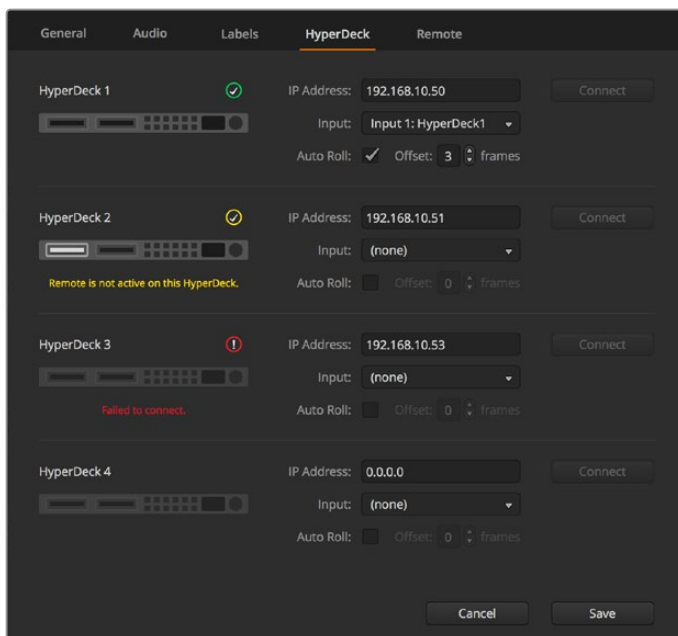 General Audio Labels HyperDeck Remote
HyperDeck 1 IP Address: 192.168.10.50 Connect
Input: Input 1: HyperDeck1
Auto Roll: Offset: 3 frames
HyperDeck 2 IP Address: 192.168.10.51 Connect
Input: (none)
Remote is not active on this HyperDeck. Auto Roll: Offset: 0 frames
HyperDeck 3 IP Address: 192.168.10.53 Connect
Input: (none)
Failed to connect. Auto Roll: Offset: 0 frames
HyperDeck 4 IP Address: 0.0.0.0 Connect
Input: (none)
Auto Roll: Offset: 0 frames
Cancel Save